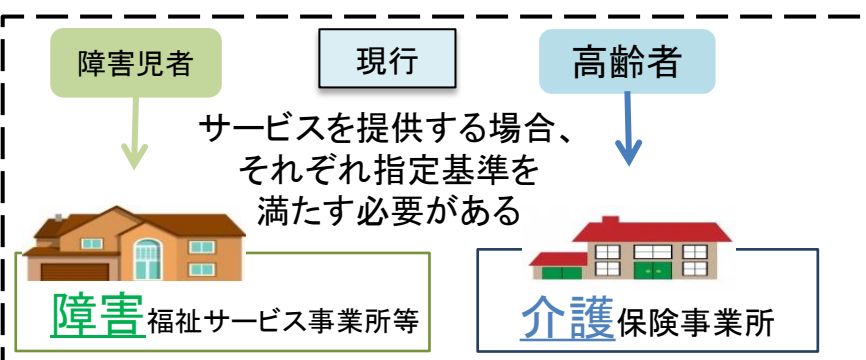 障害児者
現行
高齢者
サービスを提供する場合、
それぞれ指定基準を
満たす必要がある
障害福祉サービス事業所等
介護保険事業所